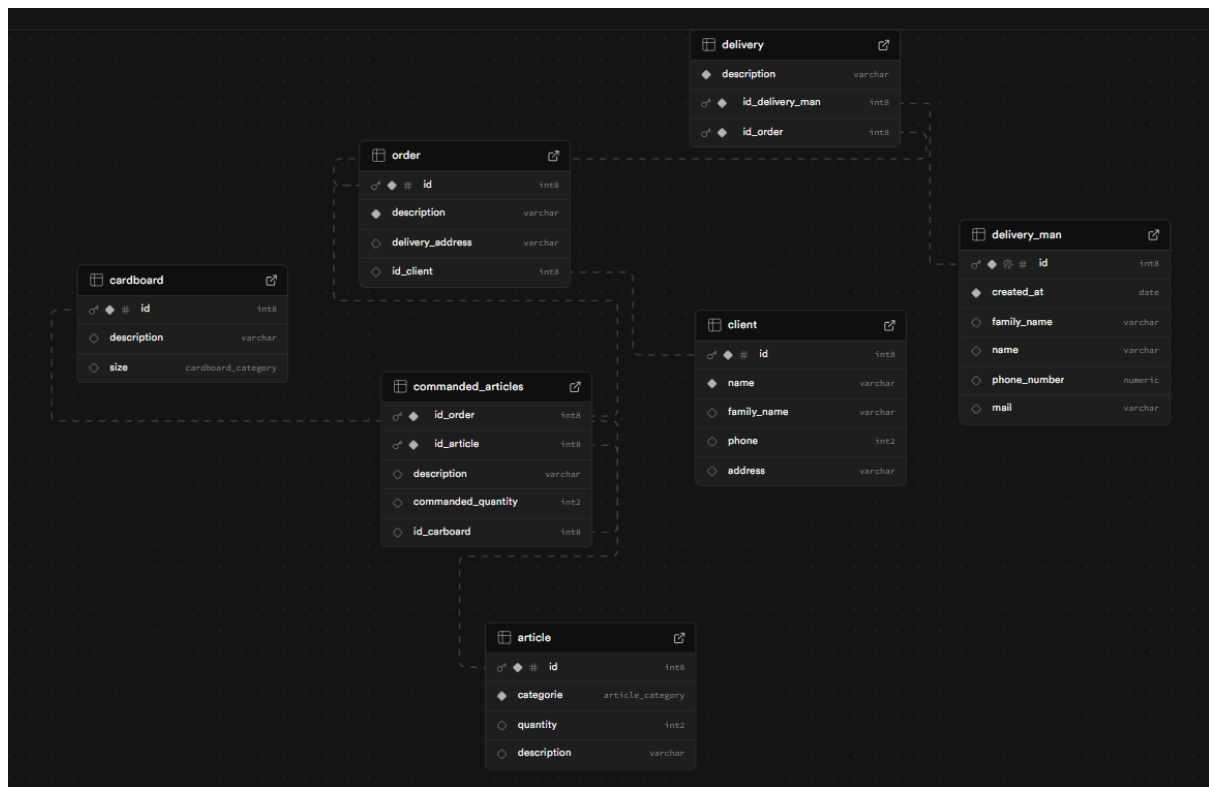 delivery
description varchar
id_delivery_man int8
id_order int8
order
# id int8
description varchar
delivery_address varchar
id_client int8
delivery_man
# id int8
created_at date
family_name varchar
name varchar
phone_number numeric
mail varchar
cardboard
# id int8
description varchar
size cardboard_category
client
# id int8
name varchar
family_name varchar
phone int2
address varchar
commanded_articles
id_order int8
id_article int8
description varchar
commanded_quantity int2
id_carboard int8
article
# id int8
categorie article_category
quantity int2
description varchar